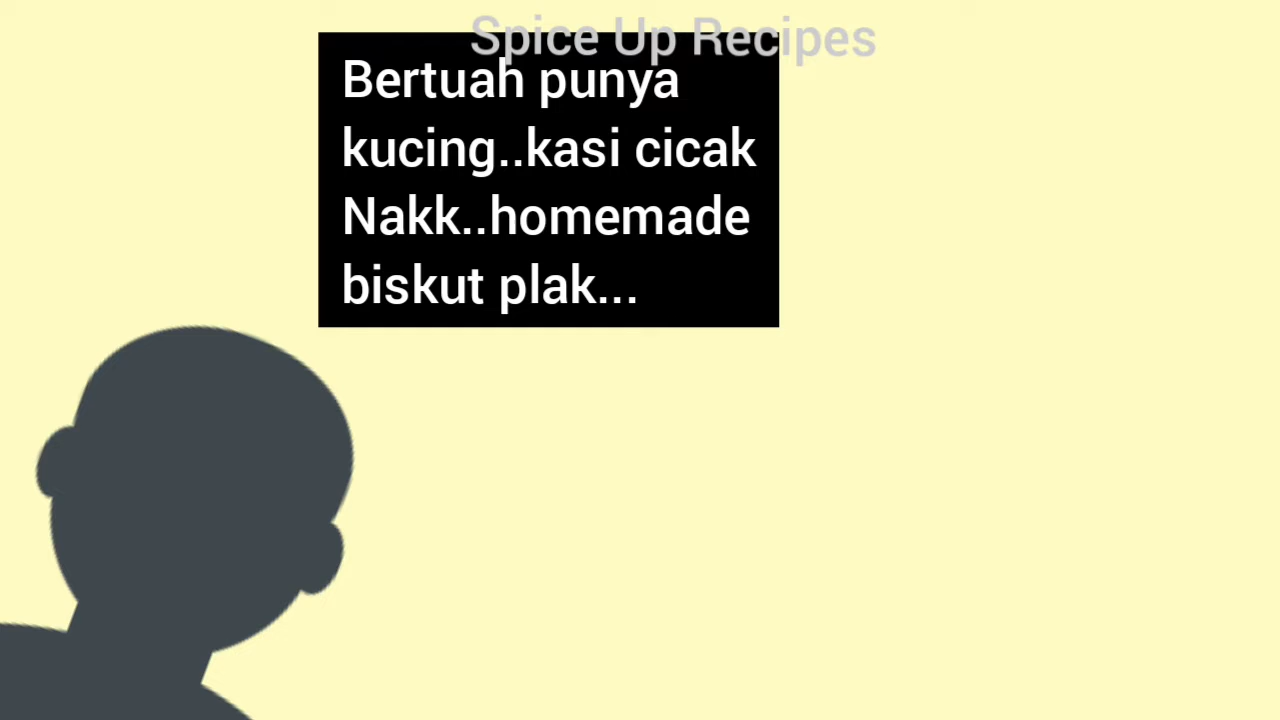 Spice Up Recipes
Bertuah punya
kucing..kasi cicak
Nakk..homemade
biskut plak...